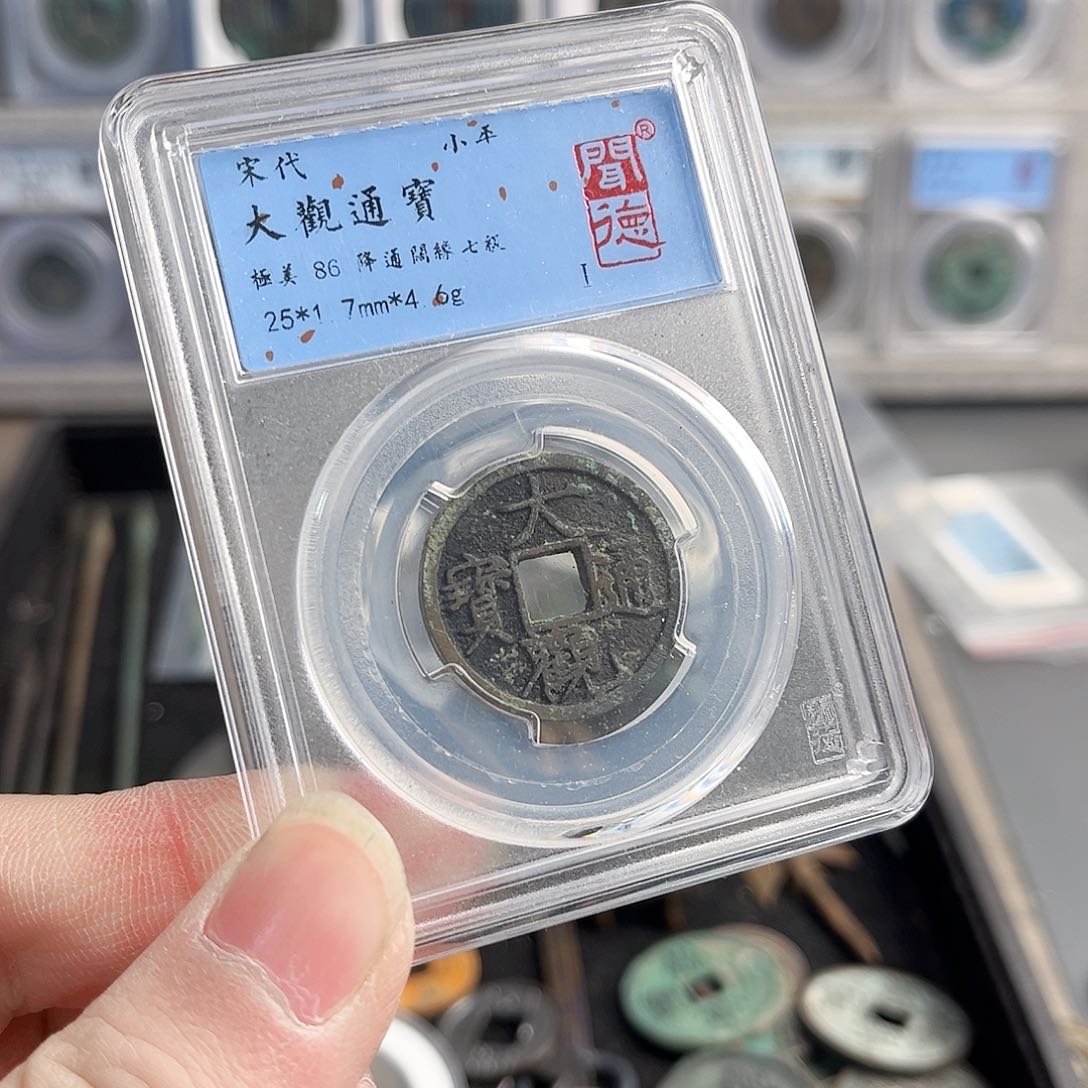 宋代 小平
大觀通寶
極美 86 降通闊緣七級
25*1.7mm*4.6g
I
聞德®
大觀通寶